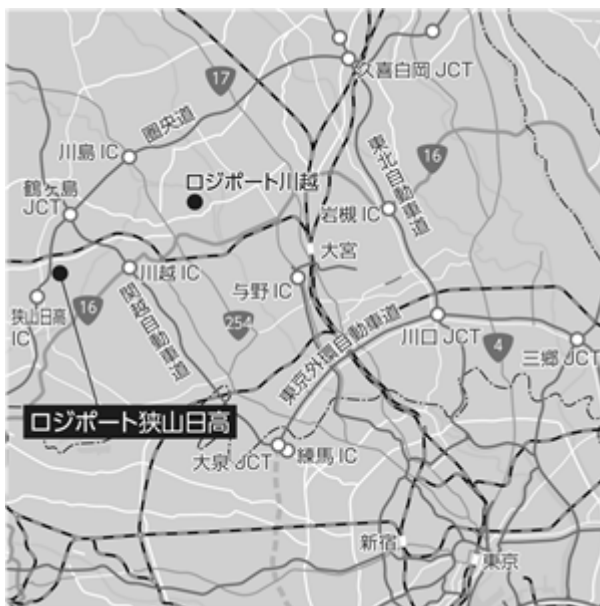 久喜白岡 JCT
17
圏央道
川島 IC
東北自動車道
16
ロジポート川越
鶴ヶ島
JCT
岩槻 IC
大宮
川越 IC
与野 IC
狭山日高
IC
16
関越自動車道
254
東京外環自動車道
川口 JCT
4
三郷 JCT
ロジポート狭山日高
大泉 JCT
練馬 IC
新宿
東京